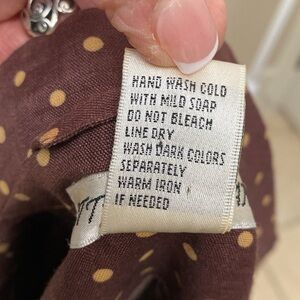 HAND WASH COLD
WITH MILD SOAP
DO NOT BLEACH
LINE DRY
WASH DARK COLORS
SEPARATELY
WARM IRON
IF NEEDED